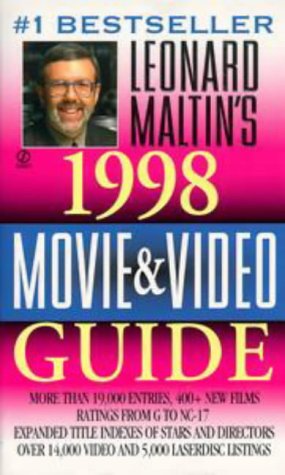 #1 BESTSELLER
LEONARD
MALTIN'S
1998
MOVIE & VIDEO
GUIDE
MORE THAN 19,000 ENTRIES, 400+ NEW FILMS
RATINGS FROM G TO NC-17
EXPANDED TITLE INDEXES OF STARS AND DIRECTORS
OVER 14,000 VIDEO AND 5,000 LASERDISC LISTINGS